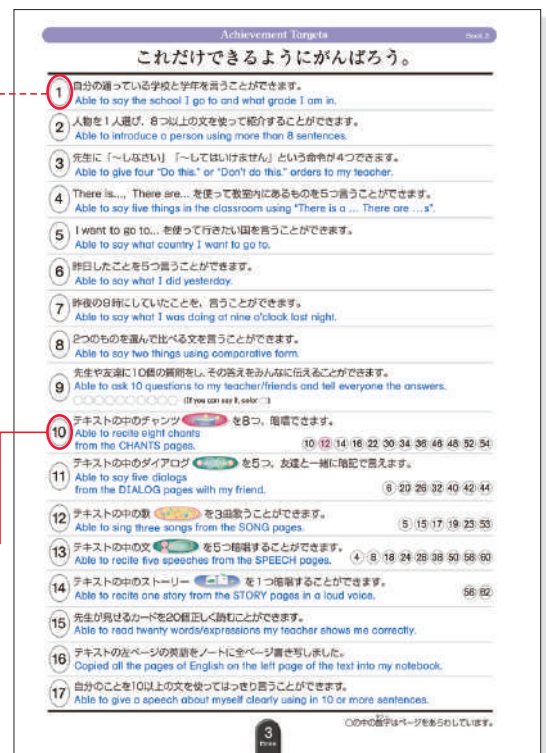 Achievement Targets
Book 3
これだけできるようにがんばろう。
1 自分の通っている学校と学年を言うことができます。
Able to say the school I go to and what grade I am in.
2 人物を1人選び、8つ以上の文を使って紹介することができます。
Able to introduce a person using more than 8 sentences.
3 先生に「～しなさい」「～してはいけません」という命令が4つできます。
Able to give four "Do this." or "Don't do this." orders to my teacher.
4 There is..., There are... を使って教室内にあるものを5つ言うことができます。
Able to say five things in the classroom using "There is a ... There are ...s".
5 I want to go to... を使って行きたい国を言うことができます。
Able to say what country I want to go to.
6 昨日したことを5つ言うことができます。
Able to say what I did yesterday.
7 昨夜の9時にしていたことを、言うことができます。
Able to say what I was doing at nine o'clock last night.
8 2つのものを選んで比べる文を言うことができます。
Able to say two things using comparative form.
9 先生や友達に10個の質問をし、その答えをみんなに伝えることができます。
Able to ask 10 questions to my teacher/friends and tell everyone the answers.
(If you can say it, color ○)
10 テキストの中のチャンツ を8つ、暗唱できます。
Able to recite eight chants
from the CHANTS pages. 10 12 14 16 22 30 34 36 46 48 52 54
11 テキストの中のダイアログ を5つ、友達と一緒に暗記で言えます。
Able to say five dialogs
from the DIALOG pages with my friend. 6 20 26 32 40 42 44
12 テキストの中の歌 を3曲歌うことができます。
Able to sing three songs from the SONG pages. 5 15 17 19 23 53
13 テキストの中の文 を5つ暗唱することができます。
Able to recite five speeches from the SPEECH pages. 4 8 18 24 28 38 50 58 60
14 テキストの中のストーリー を1つ暗唱することができます。
Able to recite one story from the STORY pages in a loud voice. 56 62
15 先生が見せるカードを20個正しく読むことができます。
Able to read twenty words/expressions my teacher shows me correctly.
16 テキストの左ページの英語をノートに全ページ書き写しました。
Copied all the pages of English on the left page of the text into my notebook.
17 自分のことを10以上の文を使ってはっきり言うことができます。
Able to give a speech about myself clearly using in 10 or more sentences.
○の中の数字はページをあらわしています。
3